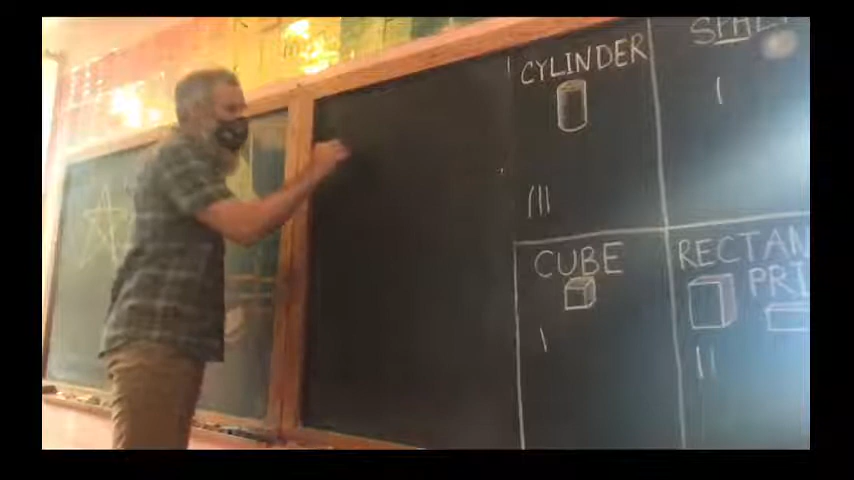 CYLINDER
|||
|
CUBE
|
RECTAN
PRI
||